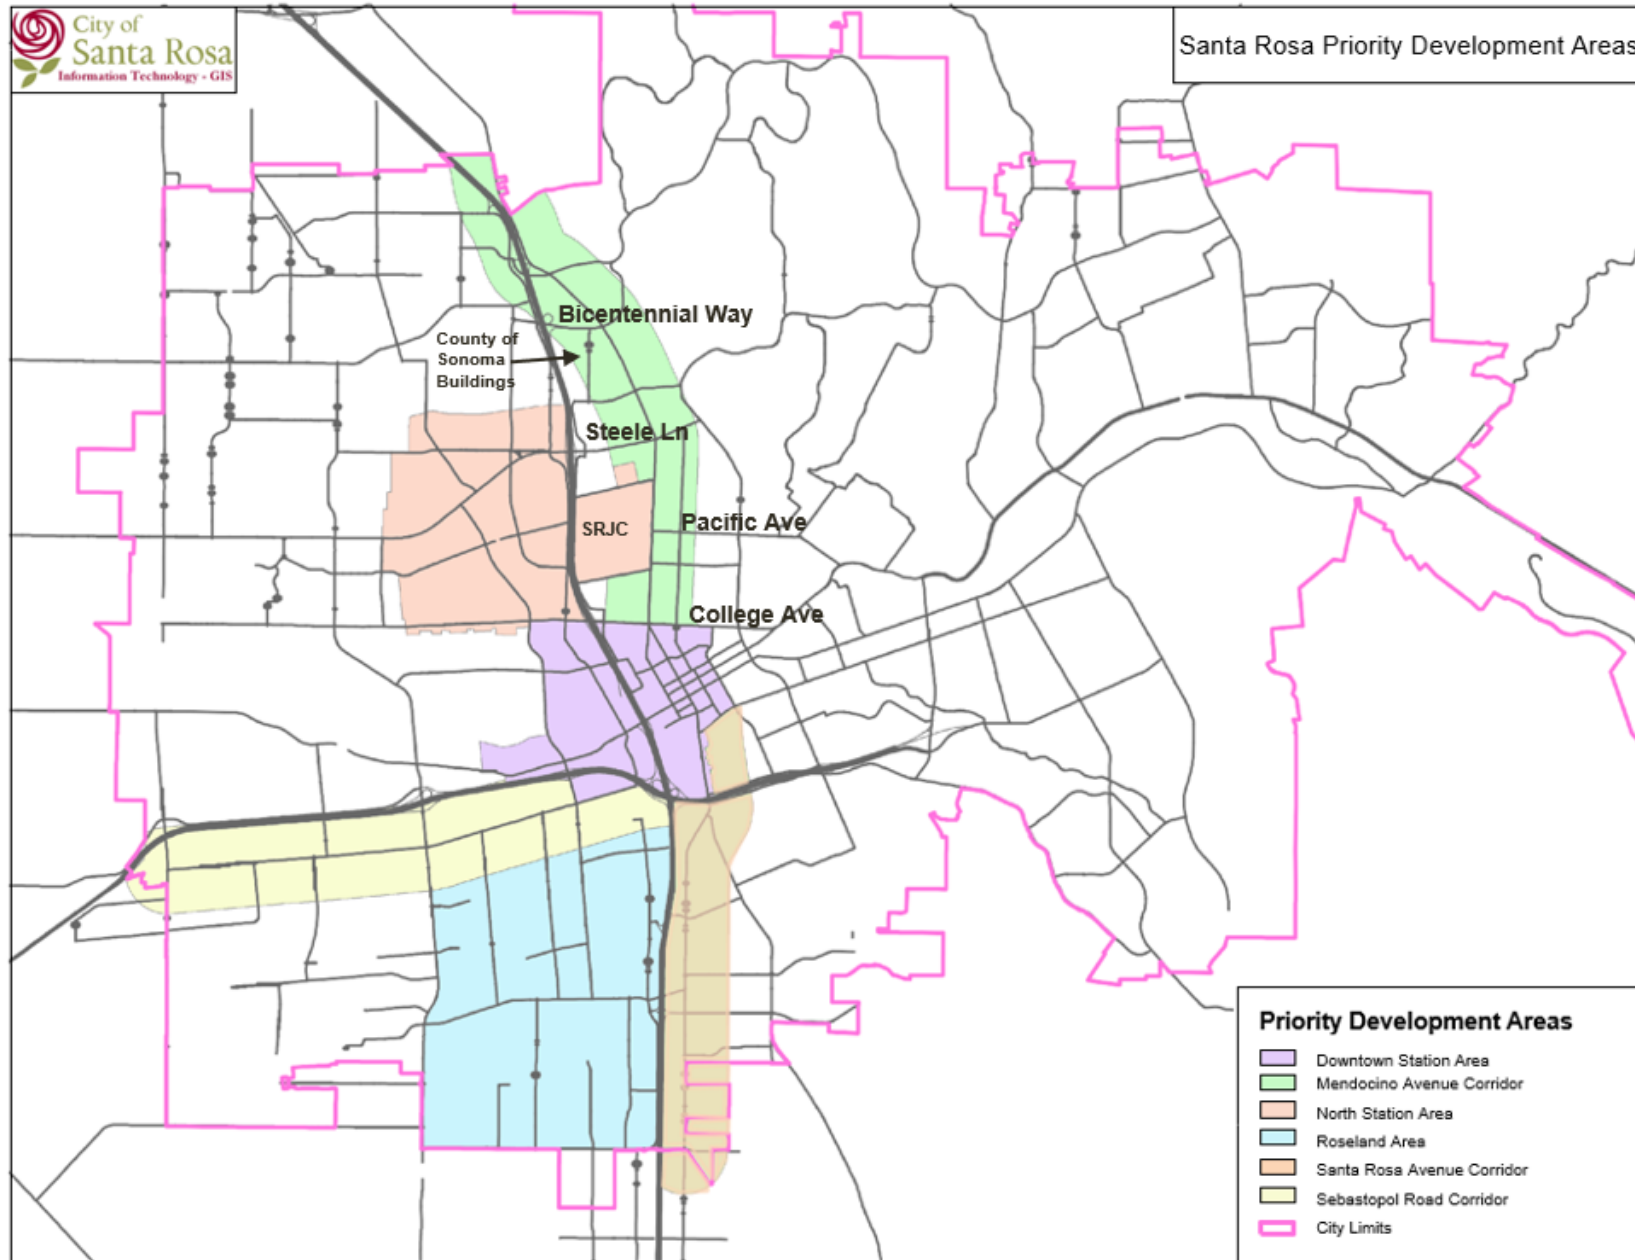 City of
Santa Rosa
Information Technology - GIS
Santa Rosa Priority Development Areas
Bicentennial Way
County of
Sonoma
Buildings
Steele Ln
Pacific Ave
SRJC
College Ave
Priority Development Areas
Downtown Station Area
Mendocino Avenue Corridor
North Station Area
Roseland Area
Santa Rosa Avenue Corridor
Sebastopol Road Corridor
City Limits